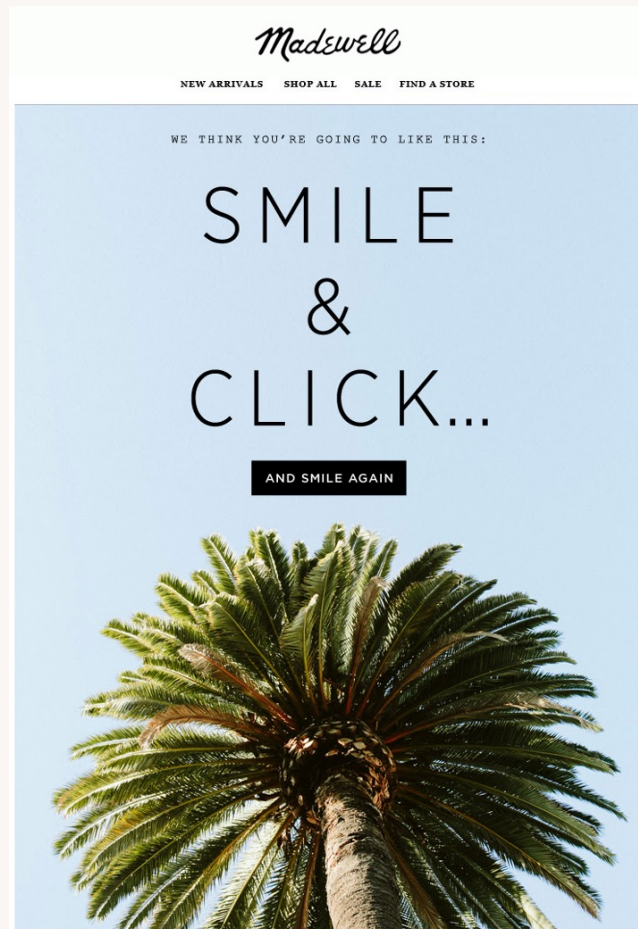 Madewell
NEW ARRIVALS SHOP ALL SALE FIND A STORE
WE THINK YOU'RE GOING TO LIKE THIS:
SMILE
&
CLICK...
AND SMILE AGAIN